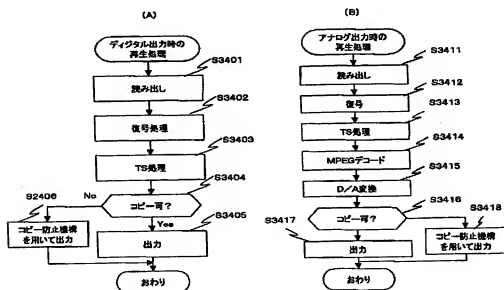 (A)
ディジタル出力時の
再生処理
S3401
読み出し
S3402
復号処理
S3403
TS処理
S3404
No
コピー可?
S2406
Yes
S3405
コピー防止機構
を用いて出力
出力
おわり
(B)
アナログ出力時の
再生処理
S3411
読み出し
S3412
復号
S3413
TS処理
S3414
MPEGデコード
S3415
D/A変換
S3416
コピー可?
S3417
S3418
出力
コピー防止機構
を用いて出力
おわり